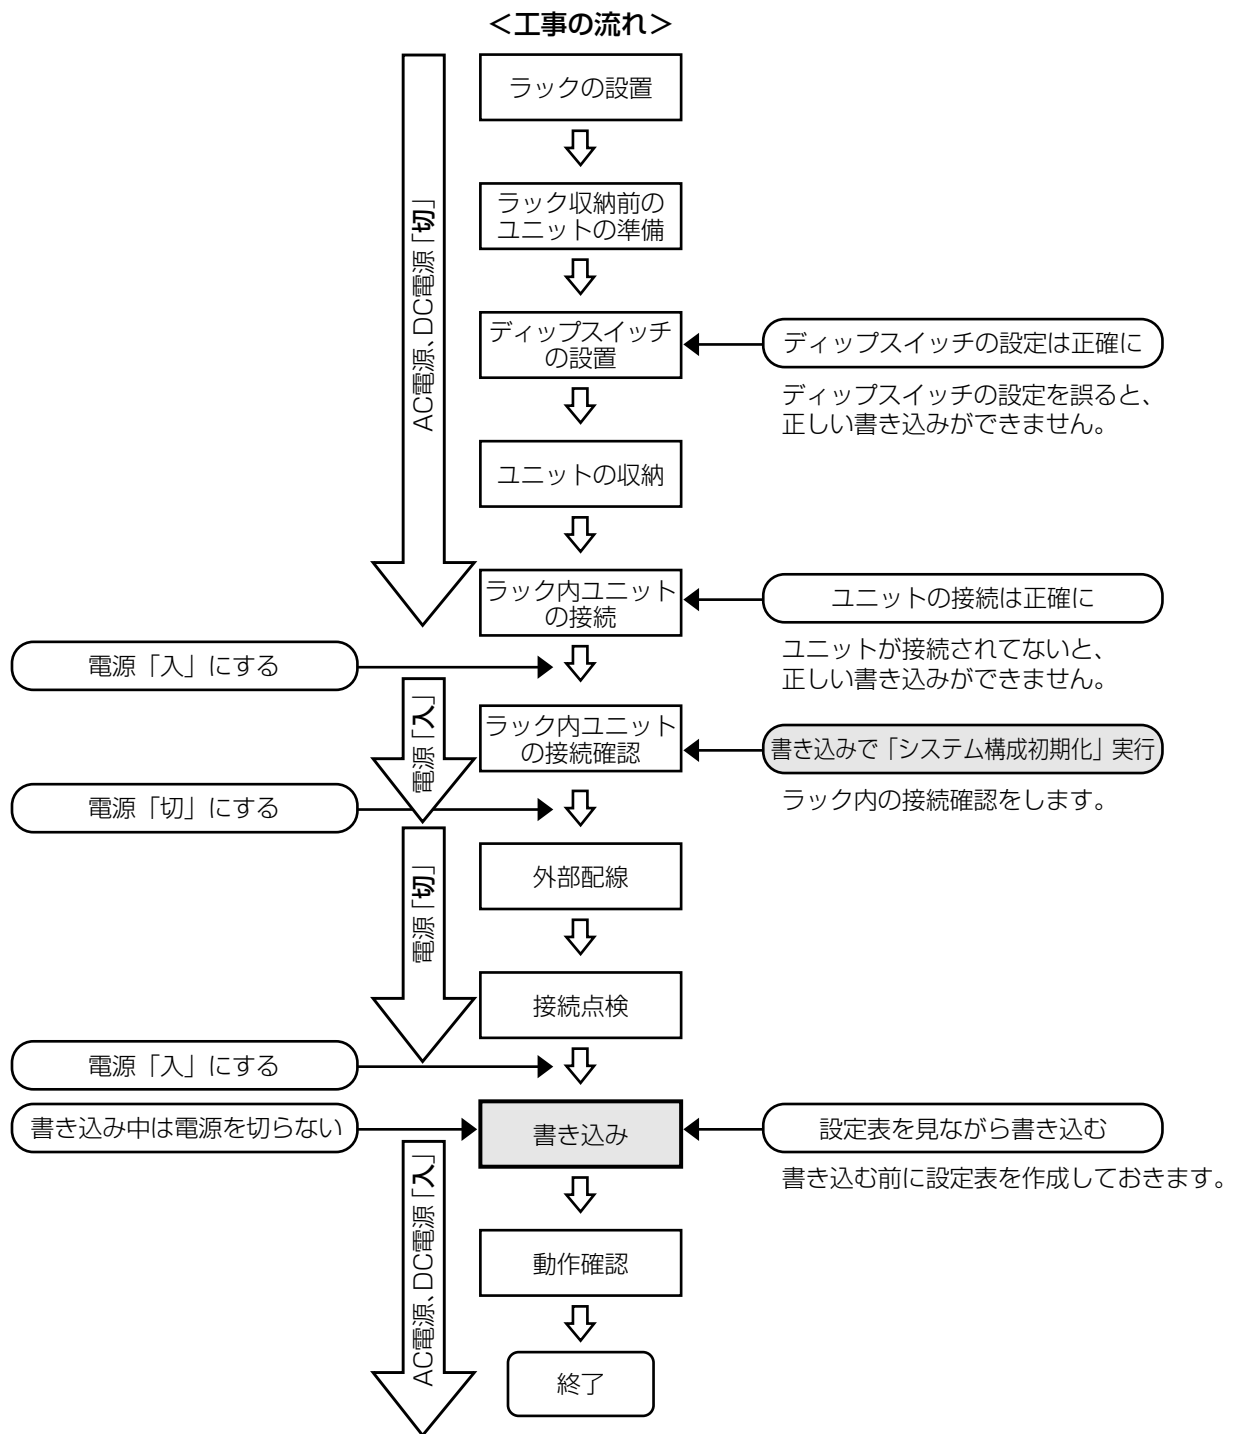 ＜工事の流れ＞
ラックの設置
AC電源、DC電源「切」
ラック収納前の
ユニットの準備
ディップスイッチ
の設置
ディップスイッチの設定は正確に
ディップスイッチの設定を誤ると、
正しい書き込みができません。
ユニットの収納
ラック内ユニット
の接続
ユニットの接続は正確に
ユニットが接続されてないと、
正しい書き込みができません。
電源「入」にする
電源「入」
ラック内ユニット
の接続確認
書き込みで「システム構成初期化」実行
ラック内の接続確認をします。
電源「切」にする
電源「切」
外部配線
接続点検
電源「入」にする
書き込み中は電源を切らない
書き込み
設定表を見ながら書き込む
書き込む前に設定表を作成しておきます。
AC電源、DC電源「入」
動作確認
終了